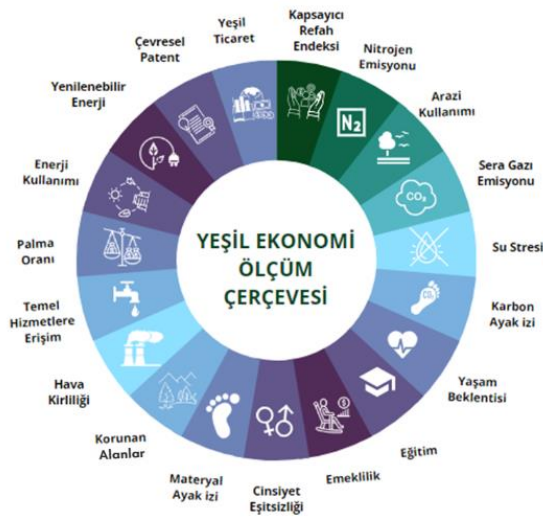 YEŞİL EKONOMİ
ÖLÇÜM
ÇERÇEVESİ
Kapsayıcı
Refah
Endeksi
Nitrojen
Emisyonu
N2
Arazi
Kullanımı
Sera Gazı
Emisyonu
CO₂
Su Stresi
Karbon
Ayak izi
CO₂
Yaşam
Beklentisi
Eğitim
Emeklilik
Cinsiyet
Eşitsizliği
Materyal
Ayak izi
Korunan
Alanlar
Hava
Kirliliği
Temel
Hizmetlere
Erişim
Palma
Oranı
Enerji
Kullanımı
Yenilenebilir
Enerji
Çevresel
Patent
Yeşil
Ticaret